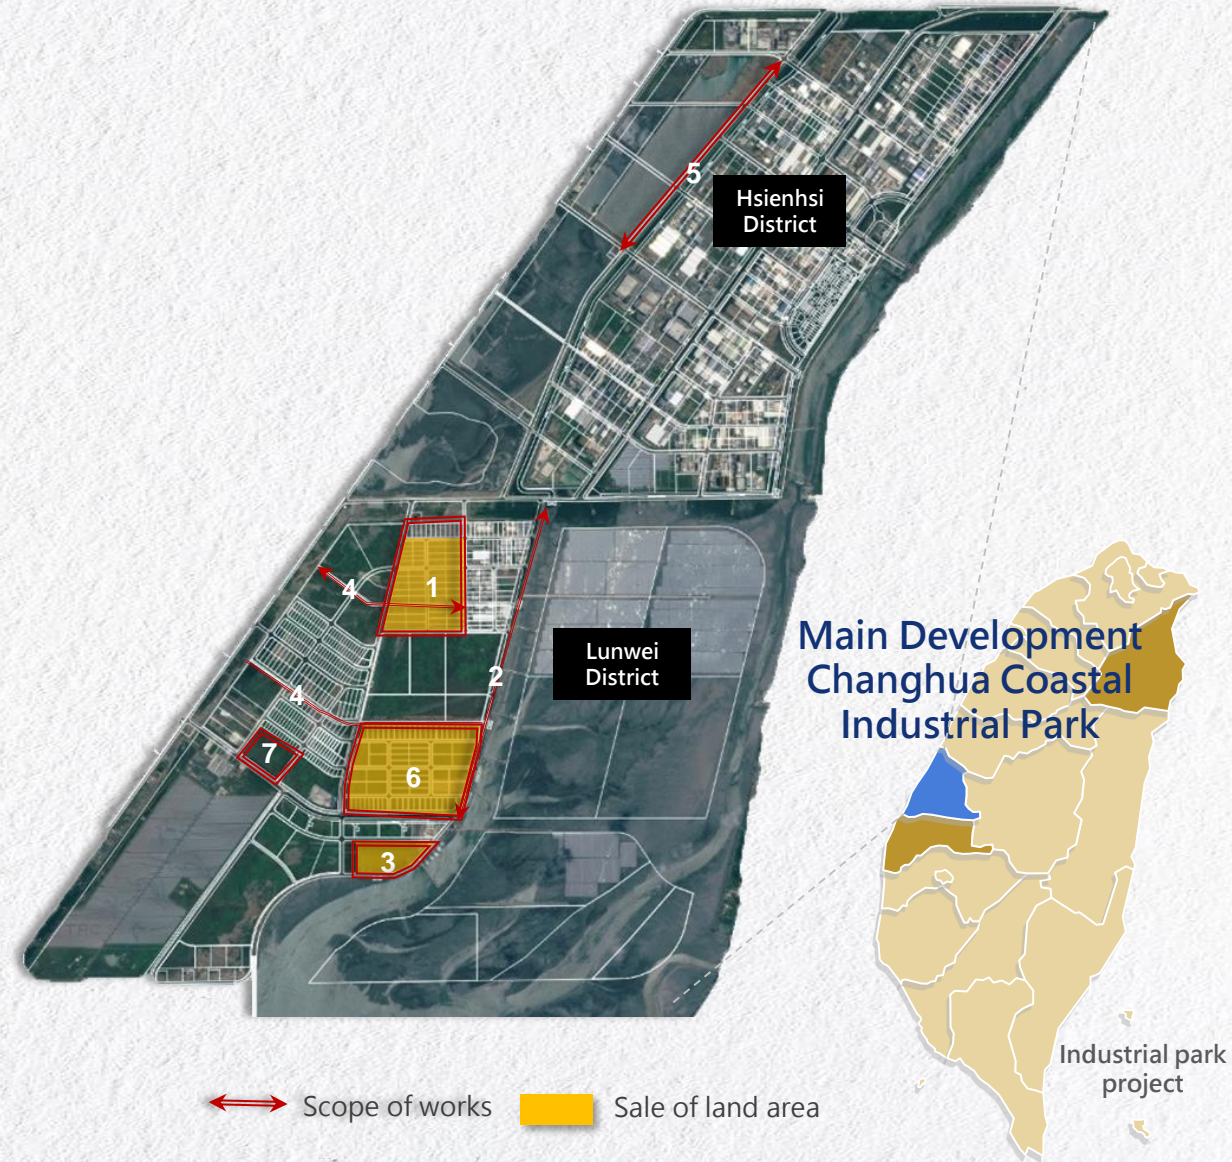 5
Hsienhsi
District
4
1
Lunwei
District
2
4
7
6
3
Main Development
Changhua Coastal
Industrial Park
Industrial park
project
Scope of works
Sale of land area